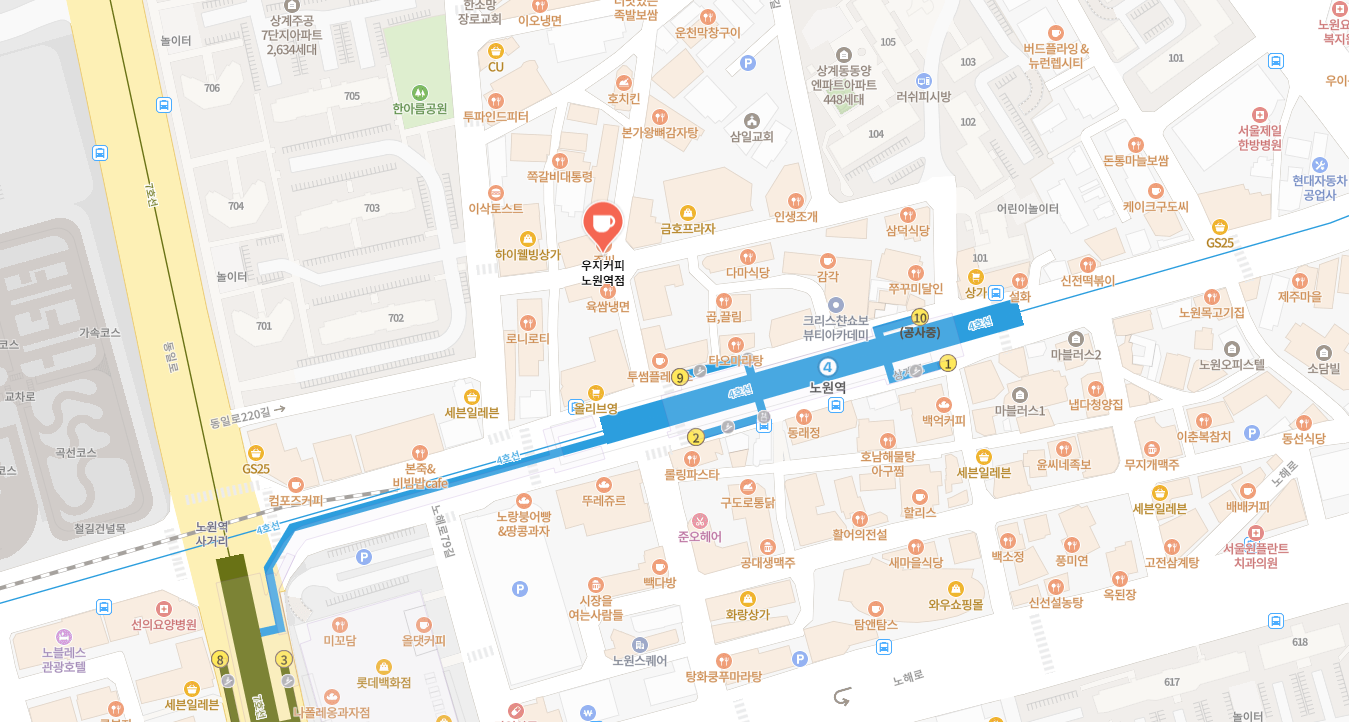 상계주공
7단지아파트
2,634세대
한소망
장로교회
이오냉면
족발보쌈
운천막창구이
105
버드플라잉&
뉴런렙시티
노원요
복지원
놀이터
CU
P
상계동동양
엔파트아파트
448세대
103
101
706
705
한아름공원
투파인드피터
호치킨
러쉬피시방
우이
본가왕뼈감자탕
삼일교회
104
102
서울제일
한방병원
돈통마늘보쌈
쪽갈비대통령
현대자동차
공업사
7호선
704
703
이삭토스트
케이크구도씨
인생조개
어린이놀이터
금호프라자
삼덕식당
GS25
하이웰빙상가
우지커피
노원역점
101
놀이터
다마식당
감각
쭈꾸미달인
상가
설화
신전떡볶이
제주마을
육쌈냉면
701
702
곱,끌림
크리스챤쇼보
뷰티아카데미
10
(공사중)
4호선
노원목고기집
가속코스
코스
로니로티
타오마라탕
마블러스2
동일로
투썸플레
9
4
노원역
1
노원오피스텔
소담빌
교차로
4호선
올리브영
세븐일레븐
동일로220길
마블러스1
냅다청양집
백억커피
2
동래정
이춘복참치
P
동선식당
곡선코스
코스
GS25
본죽&
비빔밥cafe
4호선
롤링파스타
호남해물탕
아구찜
세븐일레븐
윤씨네족보
무지개맥주
노해로
컴포즈커피
뚜레쥬르
구도로통닭
할리스
세븐일레븐
배배커피
철길건널목
노원역
사거리
4호선
노해로79길
노랑붕어빵
&땅콩과자
준오헤어
활어의전설
P
백소정
풍미연
고전삼계탕
서울원플란트
치과의원
공대생맥주
새마을식당
빽다방
P
시장을
여는사람들
화랑상가
와우쇼핑몰
신선설농탕
옥된장
선의요양병원
미포담
올댓커피
탐앤탐스
노블레스
관광호텔
8
3
노원스퀘어
P
618
탕화쿵푸마라탕
노해로
617
세븐일레븐
7호선
롯데백화점
나폴레옹과자점
놀이터